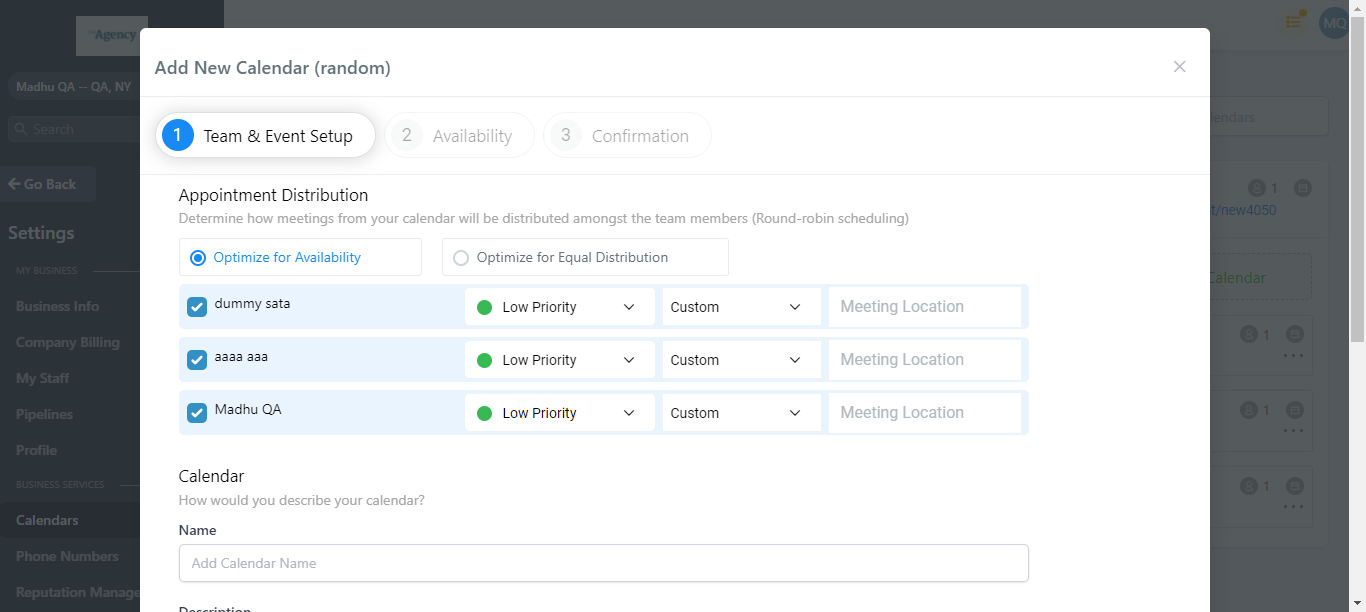 Agency
MQ
Add New Calendar (random)
Madhu QA -- QA, NY
Search
Go Back
Settings
MY BUSINESS
Business Info
Company Billing
My Staff
Pipelines
Profile
BUSINESS SERVICES
Calendars
Phone Numbers
Reputation Manage
1 Team & Event Setup
2 Availability
3 Confirmation
Appointment Distribution
Determine how meetings from your calendar will be distributed amongst the team members (Round-robin scheduling)
Optimize for Availability
Optimize for Equal Distribution
dummy sata Low Priority Custom Meeting Location
aaaa aaa Low Priority Custom Meeting Location
Madhu QA Low Priority Custom Meeting Location
Calendar
How would you describe your calendar?
Name
Add Calendar Name
Description
endars
1
t/new4050
Calendar
1
1
1